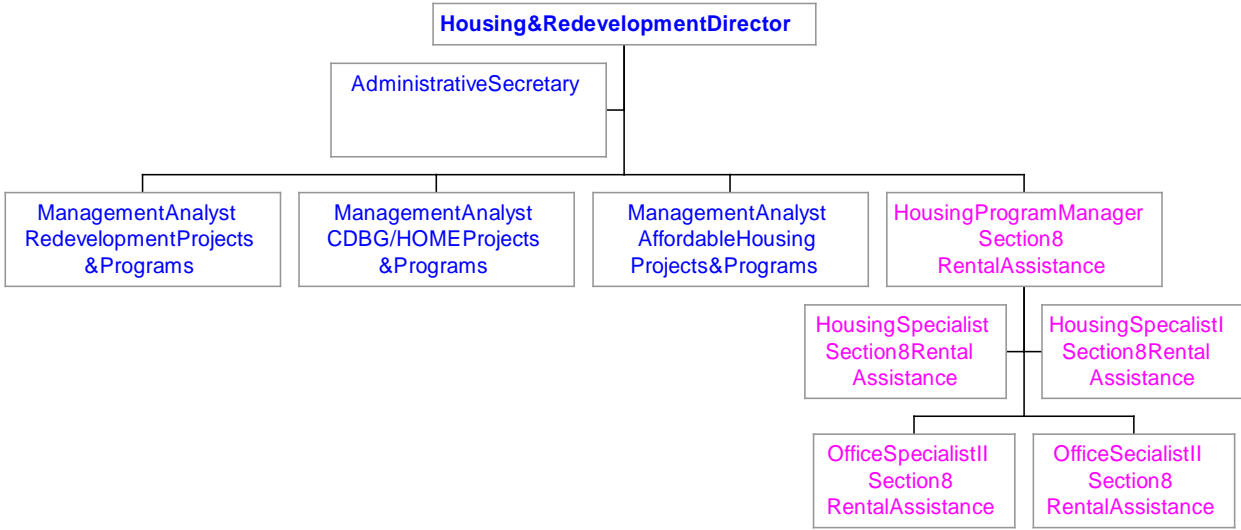 Housing&RedevelopmentDirector
AdministrativeSecretary
ManagementAnalyst
RedevelopmentProjects
&Programs
ManagementAnalyst
CDBG/HOMEProjects
&Programs
ManagementAnalyst
AffordableHousing
Projects&Programs
HousingProgramManager
Section8
RentalAssistance
HousingSpecialist
Section8Rental
Assistance
HousingSpecalistI
Section8Rental
Assistance
OfficeSpecialistII
Section8
RentalAssistance
OfficeSecialistII
Section8
RentalAssistance